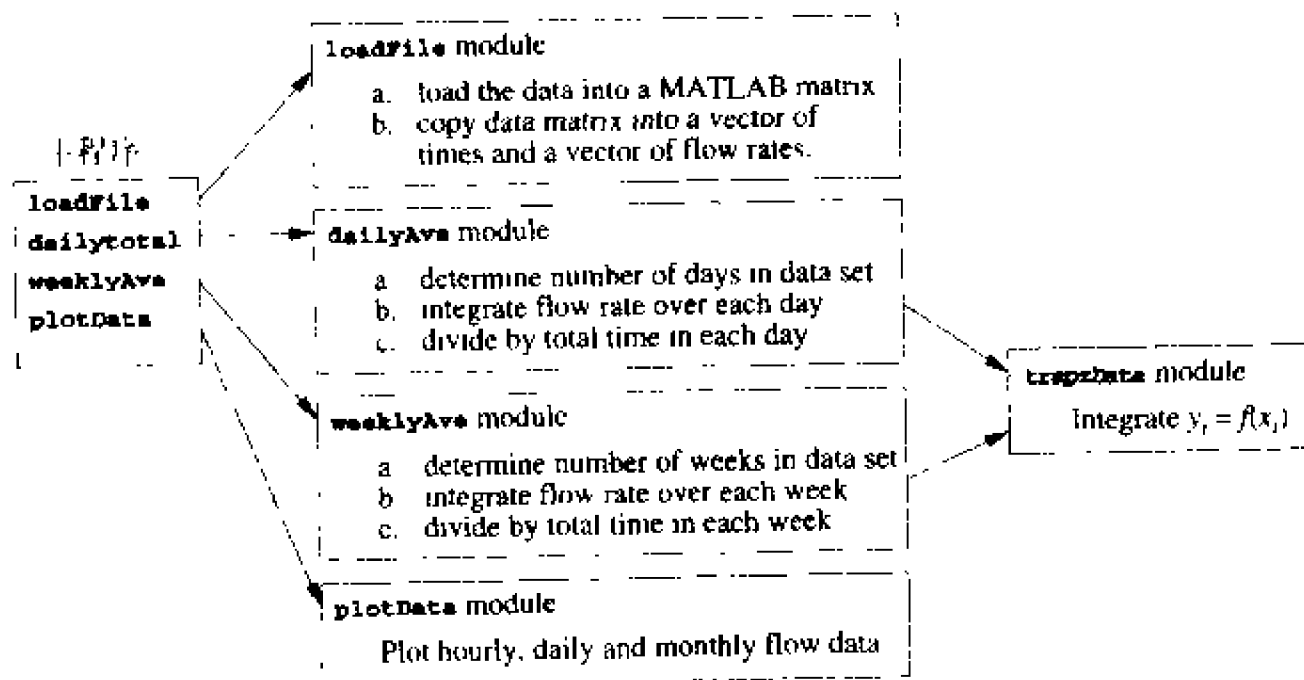 loadFile
dailytotal
weeklyAve
plotData
loadFile module
a. load the data into a MATLAB matrix
b. copy data matrix into a vector of
times and a vector of flow rates.
dailyAve module
a determine number of days in data set
b. integrate flow rate over each day
c. divide by total time in each day
weeklyAve module
a determine number of weeks in data set
b integrate flow rate over each week
c. divide by total time in each week
plotData module
Plot hourly, daily and monthly flow data
trapzData module
Integrate yᵢ = f(xᵢ)